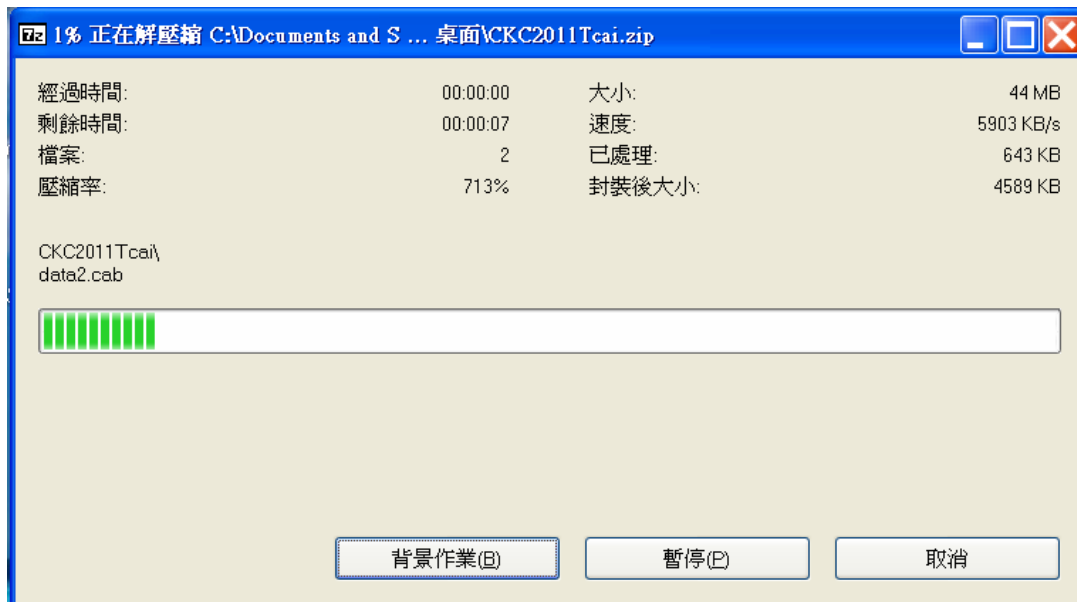 7z 1% 正在解壓縮 C:\Documents and S ... 桌面\CKC2011Tcai.zip
經過時間: 00:00:00 大小: 44 MB
剩餘時間: 00:00:07 速度: 5903 KB/s
檔案: 2 已處理: 643 KB
壓縮率: 713% 封裝後大小: 4589 KB
CKC2011Tcai\
data2.cab
背景作業(B) 暫停(P) 取消